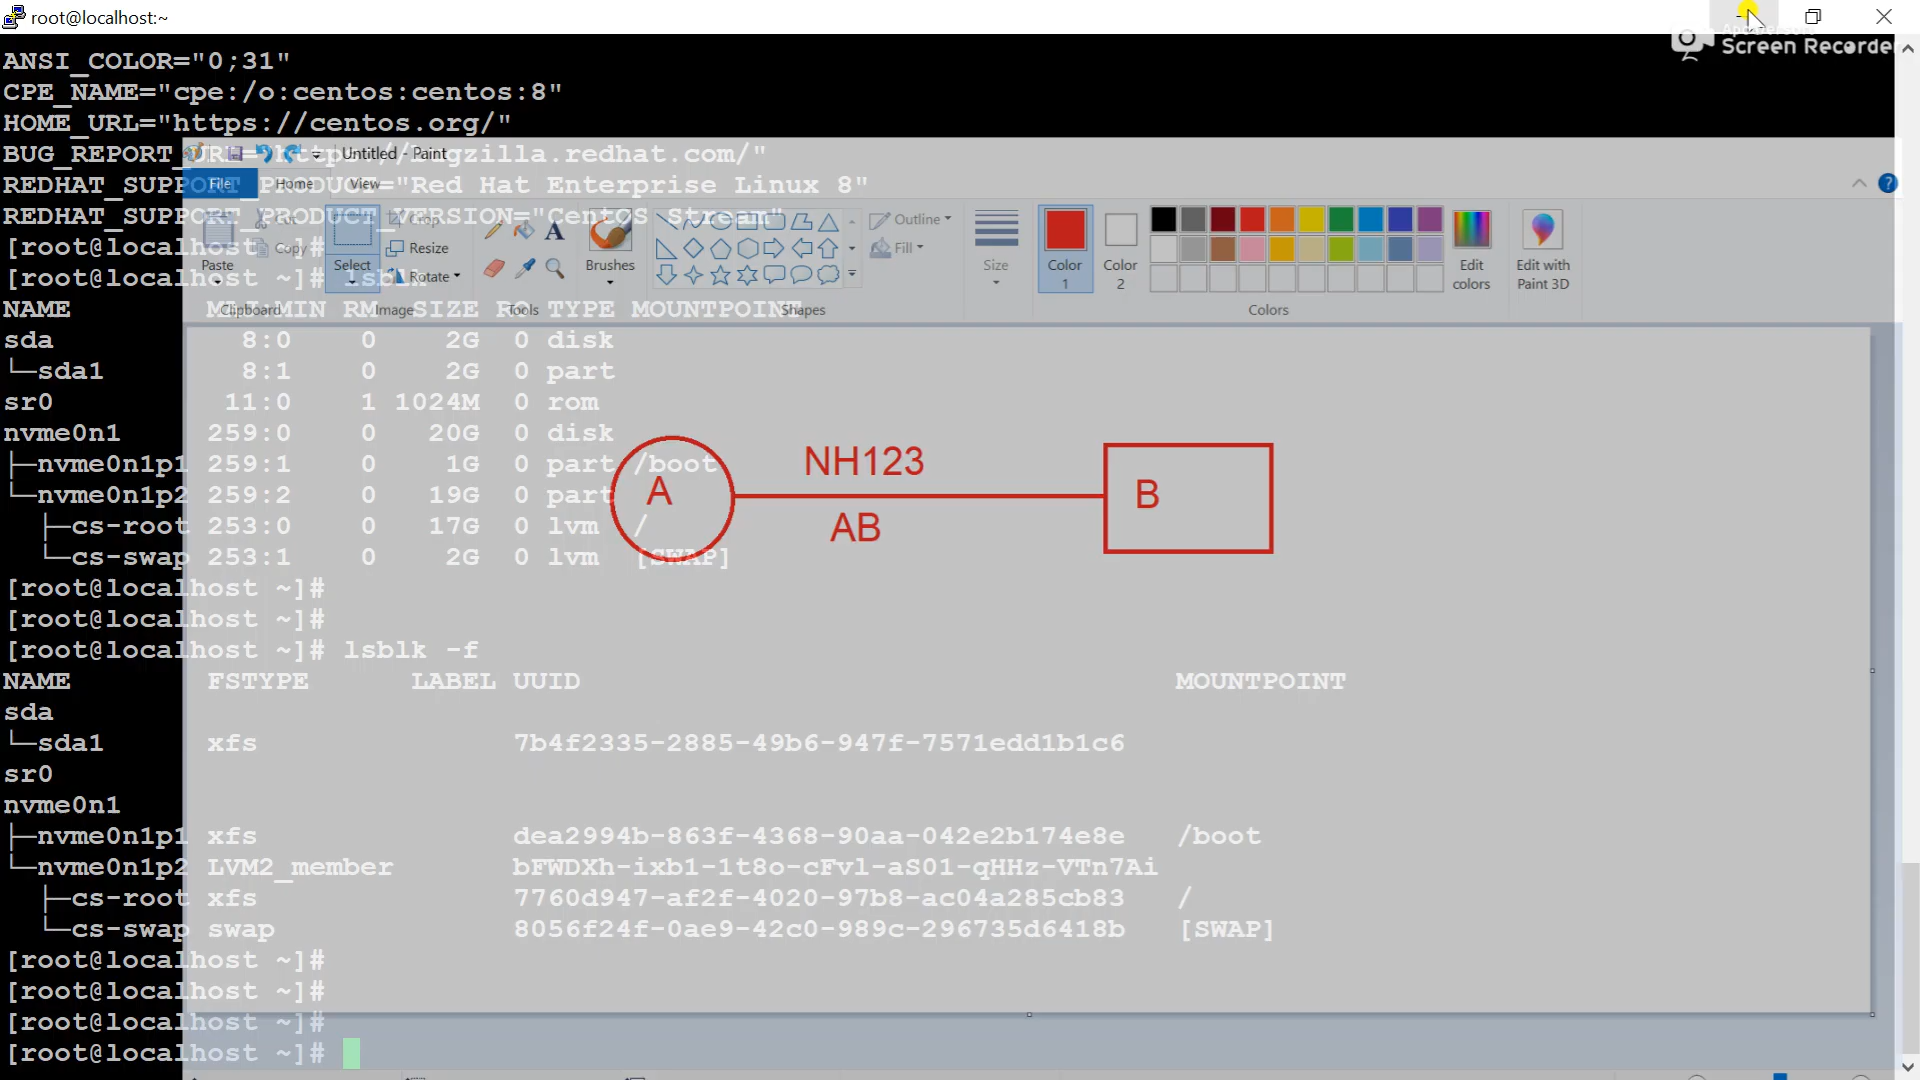 root@localhost:~
Screen Recorder
ANSI_COLOR="0;31"
CPE_NAME="cpe:/o:centos:centos:8"
HOME_URL="https://centos.org/"
BUG_REPORT_URL="https://bugzilla.redhat.com/"
Untitled - Paint
REDHAT_SUPPORT_PRODUCT="Red Hat Enterprise Linux 8"
File Home View
REDHAT_SUPPORT_PRODUCT_VERSION="CentOS Stream"
Cut Crop Outline
[root@localhost ~]#
Copy Resize Fill
Paste Select Brushes Size Color 1 Color 2 Edit colors Edit with Paint 3D
[root@localhost ~]# lsblk
Rotate
NAME MAJ:MIN RM SIZE RO TYPE MOUNTPOINT
Clipboard Image Tools Shapes Colors
sda 8:0 0 2G 0 disk
└─sda1 8:1 0 2G 0 part
sr0 11:0 1 1024M 0 rom
nvme0n1 259:0 0 20G 0 disk
├─nvme0n1p1 259:1 0 1G 0 part /boot
└─nvme0n1p2 259:2 0 19G 0 part
├─cs-root 253:0 0 17G 0 lvm /
└─cs-swap 253:1 0 2G 0 lvm [SWAP]
NH123
A B
AB
[root@localhost ~]#
[root@localhost ~]#
[root@localhost ~]# lsblk -f
NAME FSTYPE LABEL UUID MOUNTPOINT
sda
└─sda1 xfs 7b4f2335-2885-49b6-947f-7571edd1b1c6
sr0
nvme0n1
├─nvme0n1p1 xfs dea2994b-863f-4368-90aa-042e2b174e8e /boot
└─nvme0n1p2 LVM2_member bFWDXh-ixb1-1t8o-cFvl-aS01-qHHz-VTn7Ai
├─cs-root xfs 7760d947-af2f-4020-97b8-ac04a285cb83 /
└─cs-swap swap 8056f24f-0ae9-42c0-989c-296735d6418b [SWAP]
[root@localhost ~]#
[root@localhost ~]#
[root@localhost ~]#
[root@localhost ~]#